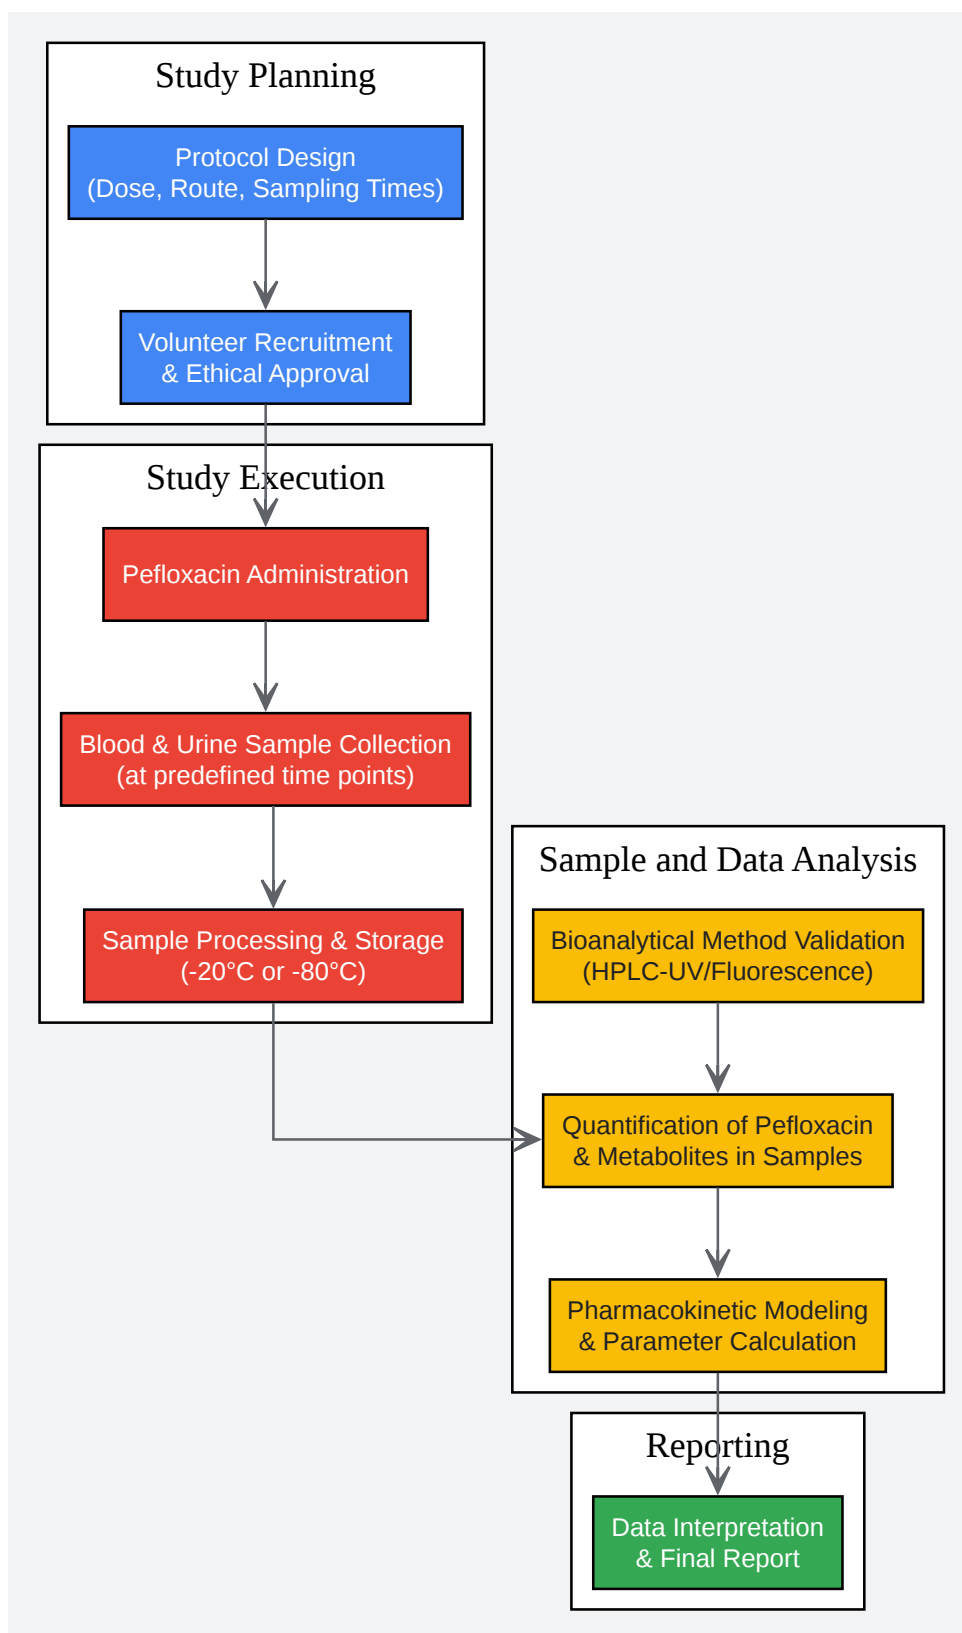 Study Planning
Protocol Design
(Dose, Route, Sampling Times)
Volunteer Recruitment
& Ethical Approval
Study Execution
Pefloxacin Administration
Blood & Urine Sample Collection
(at predefined time points)
Sample Processing & Storage
(-20°C or -80°C)
Sample and Data Analysis
Bioanalytical Method Validation
(HPLC-UV/Fluorescence)
Quantification of Pefloxacin
& Metabolites in Samples
Pharmacokinetic Modeling
& Parameter Calculation
Reporting
Data Interpretation
& Final Report